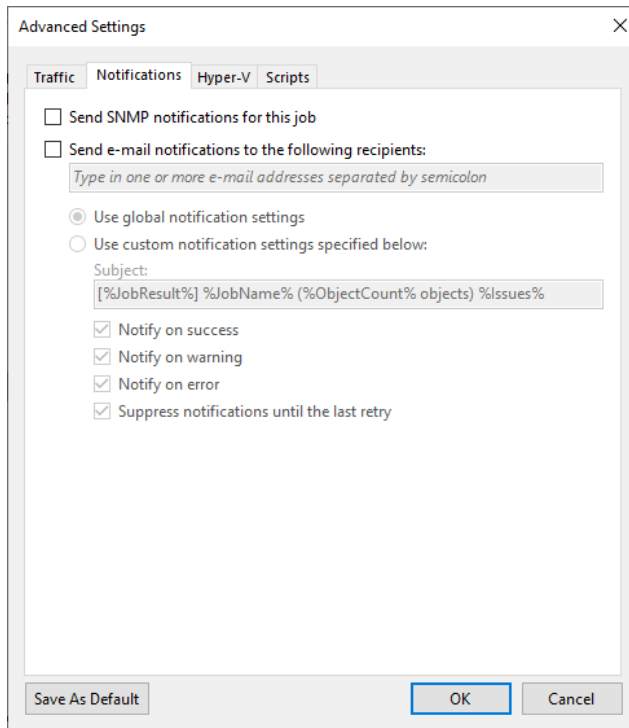 Advanced Settings
Traffic Notifications Hyper-V Scripts
Send SNMP notifications for this job
Send e-mail notifications to the following recipients:
Type in one or more e-mail addresses separated by semicolon
Use global notification settings
Use custom notification settings specified below:
Subject:
[%JobResult%] %JobName% (%ObjectCount% objects) %Issues%
Notify on success
Notify on warning
Notify on error
Suppress notifications until the last retry
Save As Default OK Cancel